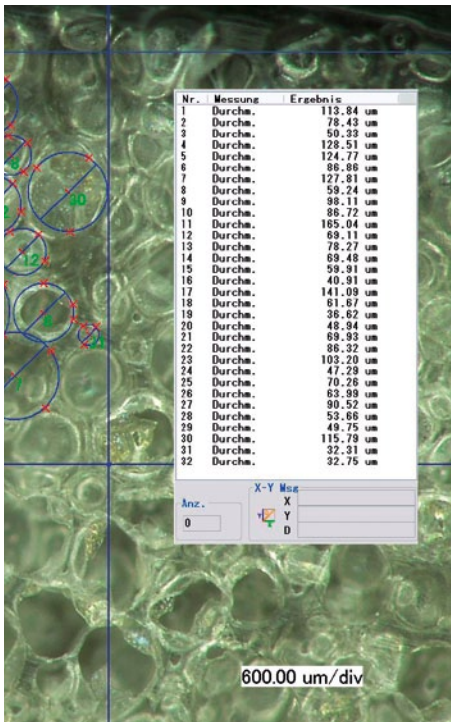 Nr. Messung Ergebnis
1 Durchm. 113.84 um
2 Durchm. 78.43 um
3 Durchm. 50.33 um
4 Durchm. 128.51 um
5 Durchm. 124.77 um
6 Durchm. 86.86 um
7 Durchm. 127.81 um
8 Durchm. 59.24 um
9 Durchm. 98.11 um
10 Durchm. 86.72 um
11 Durchm. 165.04 um
12 Durchm. 69.11 um
13 Durchm. 78.27 um
14 Durchm. 69.48 um
15 Durchm. 59.91 um
16 Durchm. 40.91 um
17 Durchm. 141.09 um
18 Durchm. 61.67 um
19 Durchm. 36.62 um
20 Durchm. 48.94 um
21 Durchm. 69.93 um
22 Durchm. 86.32 um
23 Durchm. 103.20 um
24 Durchm. 47.29 um
25 Durchm. 70.26 um
26 Durchm. 63.99 um
27 Durchm. 90.52 um
28 Durchm. 53.66 um
29 Durchm. 49.75 um
30 Durchm. 115.79 um
31 Durchm. 32.31 um
32 Durchm. 32.75 um
30
12
7
X-Y Msg
Anz.
0
X
Y
D
600.00 um/div